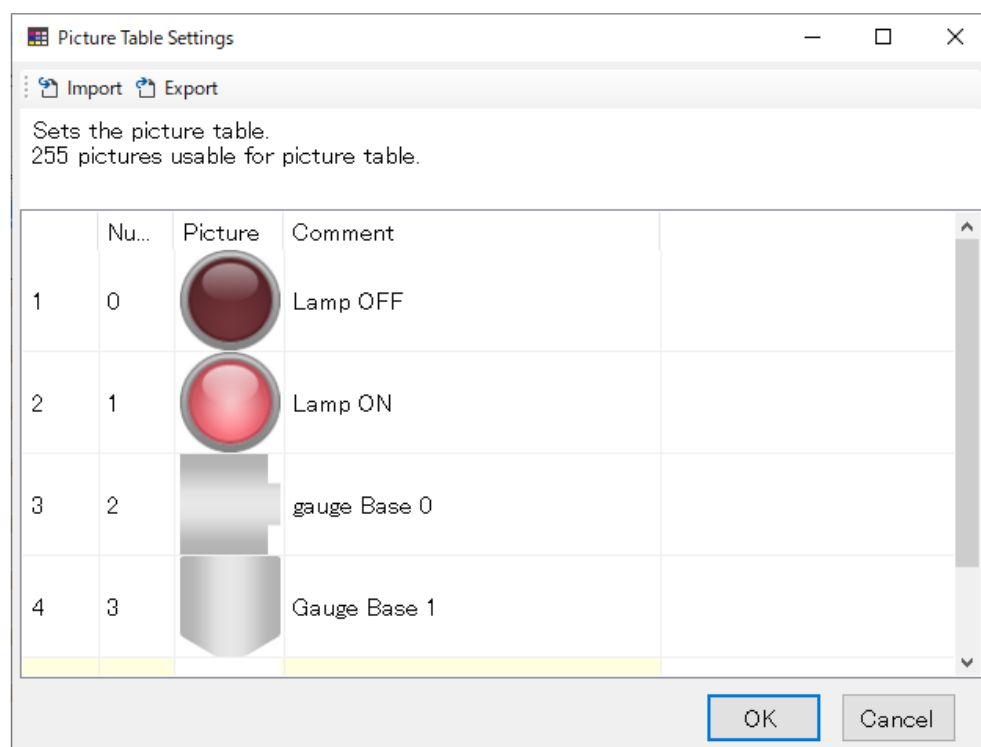 Picture Table Settings
Import Export
Sets the picture table.
255 pictures usable for picture table.
Nu... Picture Comment
1 0 Lamp OFF
2 1 Lamp ON
3 2 gauge Base 0
4 3 Gauge Base 1
OK Cancel